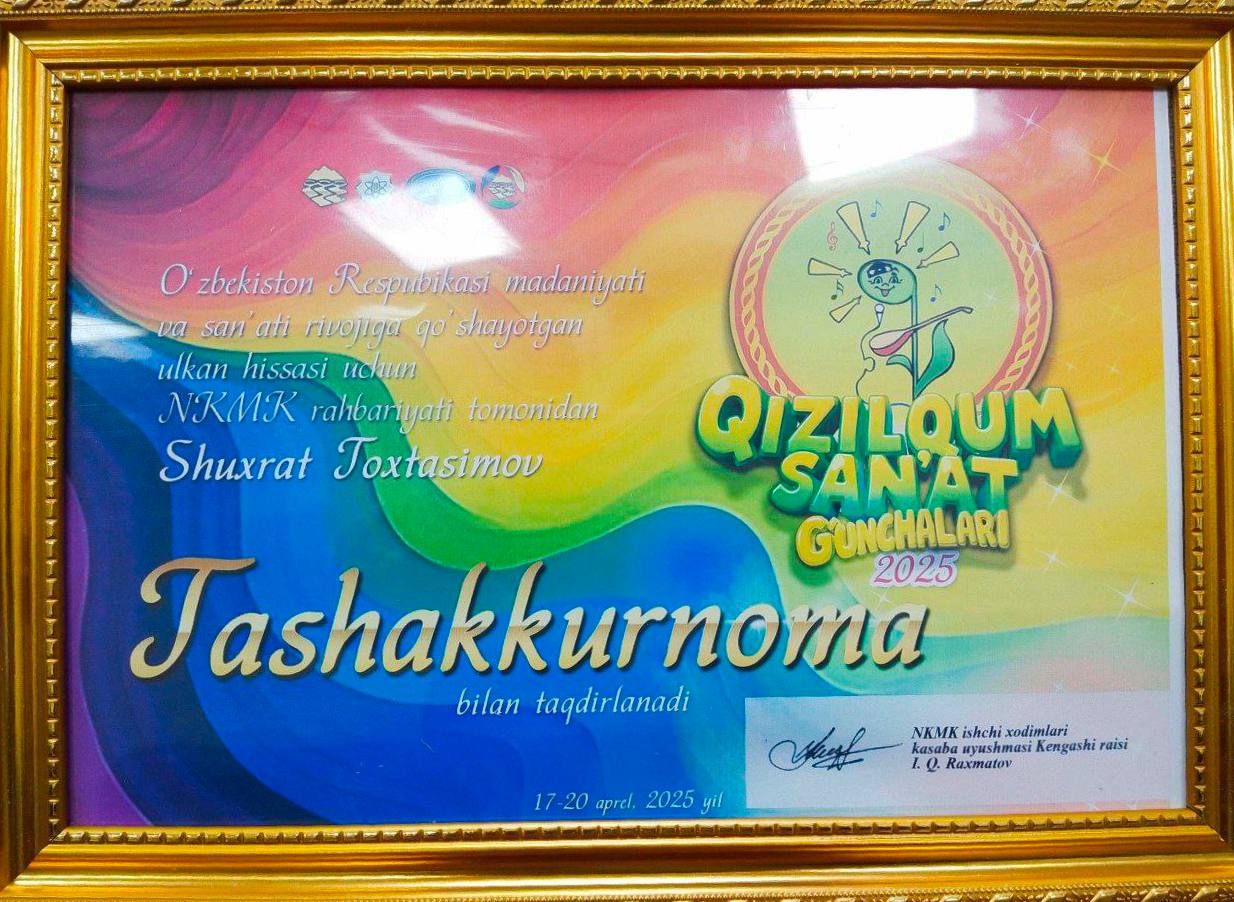 O'zbekiston Respubikasi madaniyati
va san'ati rivojiga qo'shayotgan
ulkan hissasi uchun
NKMK rahbariyati tomonidan
Shuxrat Toxtasimov
QIZILQUM
SAN'AT
G'UNCHALARI
2025
Tashakkurnoma
bilan taqdirlanadi
NKMK ishchi xodimlari
kasaba uyushmasi Kengashi raisi
I. Q. Raxmatov
17-20 aprel, 2025 yil